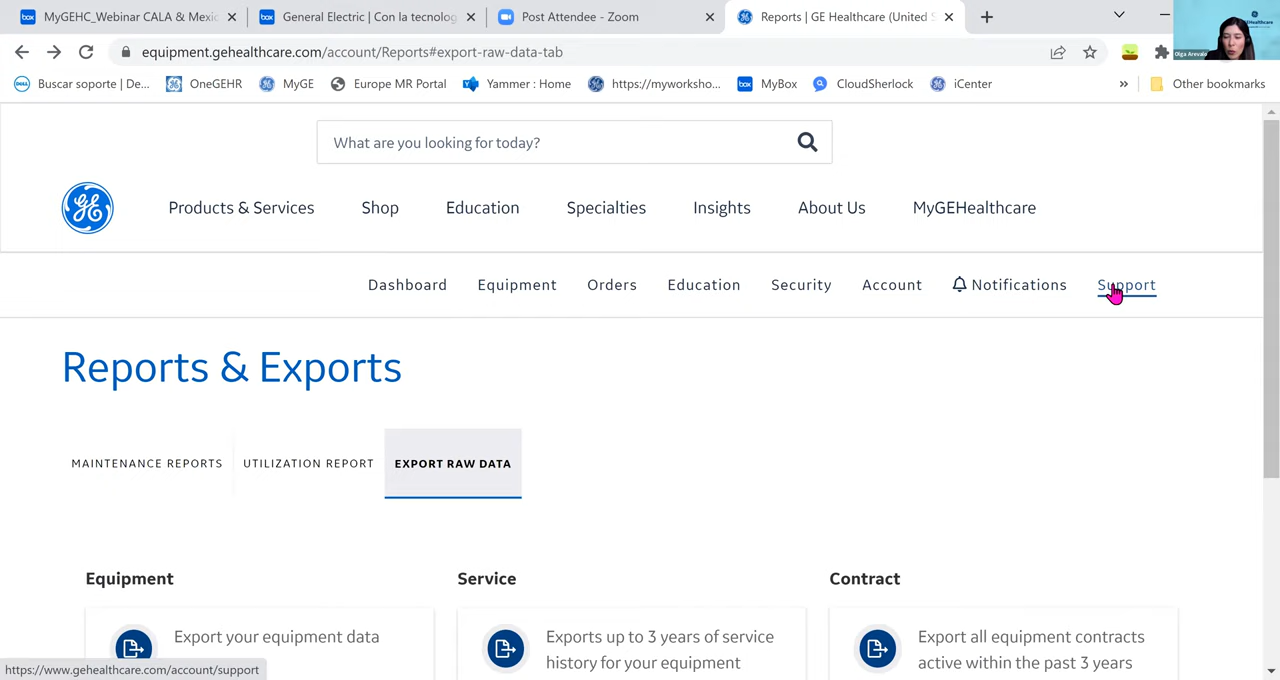 MyGEHC_Webinar CALA & Mexic
General Electric | Con la tecnolog
Post Attendee - Zoom
Reports | GE Healthcare (United S
equipment.gehealthcare.com/account/Reports#export-raw-data-tab
Olga Arevalo
Buscar soporte | De...
OneGEHR
MyGE
Europe MR Portal
Yammer : Home
https://myworksho...
MyBox
CloudSherlock
iCenter
»
Other bookmarks
What are you looking for today?
Products & Services
Shop
Education
Specialties
Insights
About Us
MyGEHealthcare
Dashboard
Equipment
Orders
Education
Security
Account
Notifications
Support
Reports & Exports
MAINTENANCE REPORTS
UTILIZATION REPORT
EXPORT RAW DATA
Equipment
Service
Contract
Export your equipment data
Exports up to 3 years of service
history for your equipment
Export all equipment contracts
active within the past 3 years
https://www.gehealthcare.com/account/support